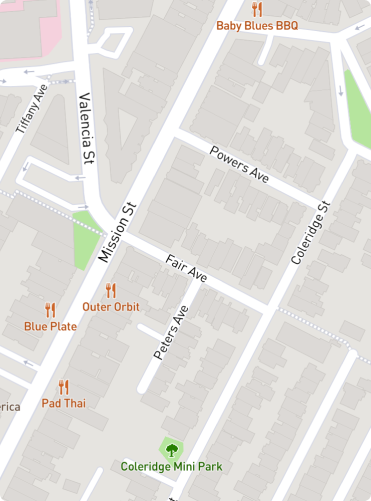 Baby Blues BBQ
Tiffany Ave
Valencia St
Powers Ave
Mission St
Coleridge St
Fair Ave
Outer Orbit
Blue Plate
Peters Ave
Pad Thai
erica
Coleridge Mini Park